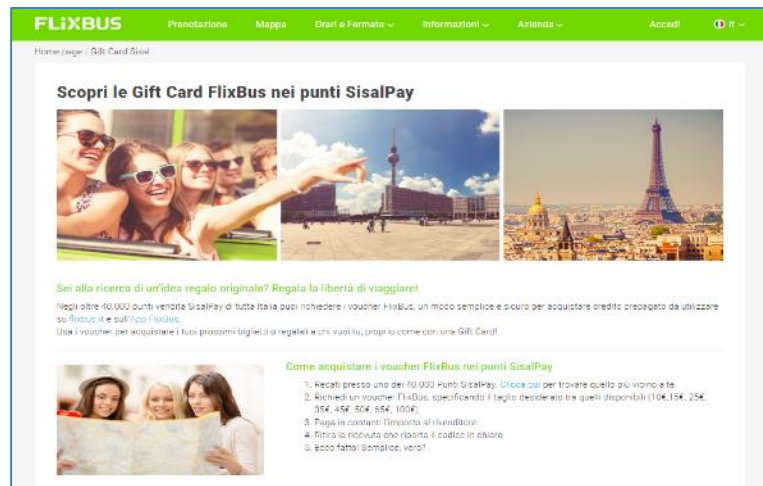 FLiXBUS Prenotazione Mappa Orari e Fermate Informazioni Azienda Accedi It
Home page / Gift Card Sisal
Scopri le Gift Card FlixBus nei punti SisalPay
Sei alla ricerca di un'idea regalo originale? Regala la libertà di viaggiare!
Negli oltre 40.000 punti vendita SisalPay di tutta Italia puoi richiedere i voucher FlixBus, un modo semplice e sicuro per acquistare credito prepagato da utilizzare
su flixbus.it e sull'App FlixBus.
Usa i voucher per acquistare i tuoi prossimi biglietti o regalali a chi vuoi tu, proprio come con una Gift Card!
Come acquistare i voucher FlixBus nei punti SisalPay
1. Recati presso uno dei 40.000 Punti SisalPay. Clicca qui per trovare quello più vicino a te.
2. Richiedi un voucher FlixBus, specificando il taglio desiderato tra quelli disponibili (10€,15€, 25€,
35€, 45€, 50€, 65€, 100€)
3. Paga in contanti l'importo al rivenditore
4. Ritira la ricevuta che riporta il codice in chiaro
5. Ecco fatto! Semplice, vero?